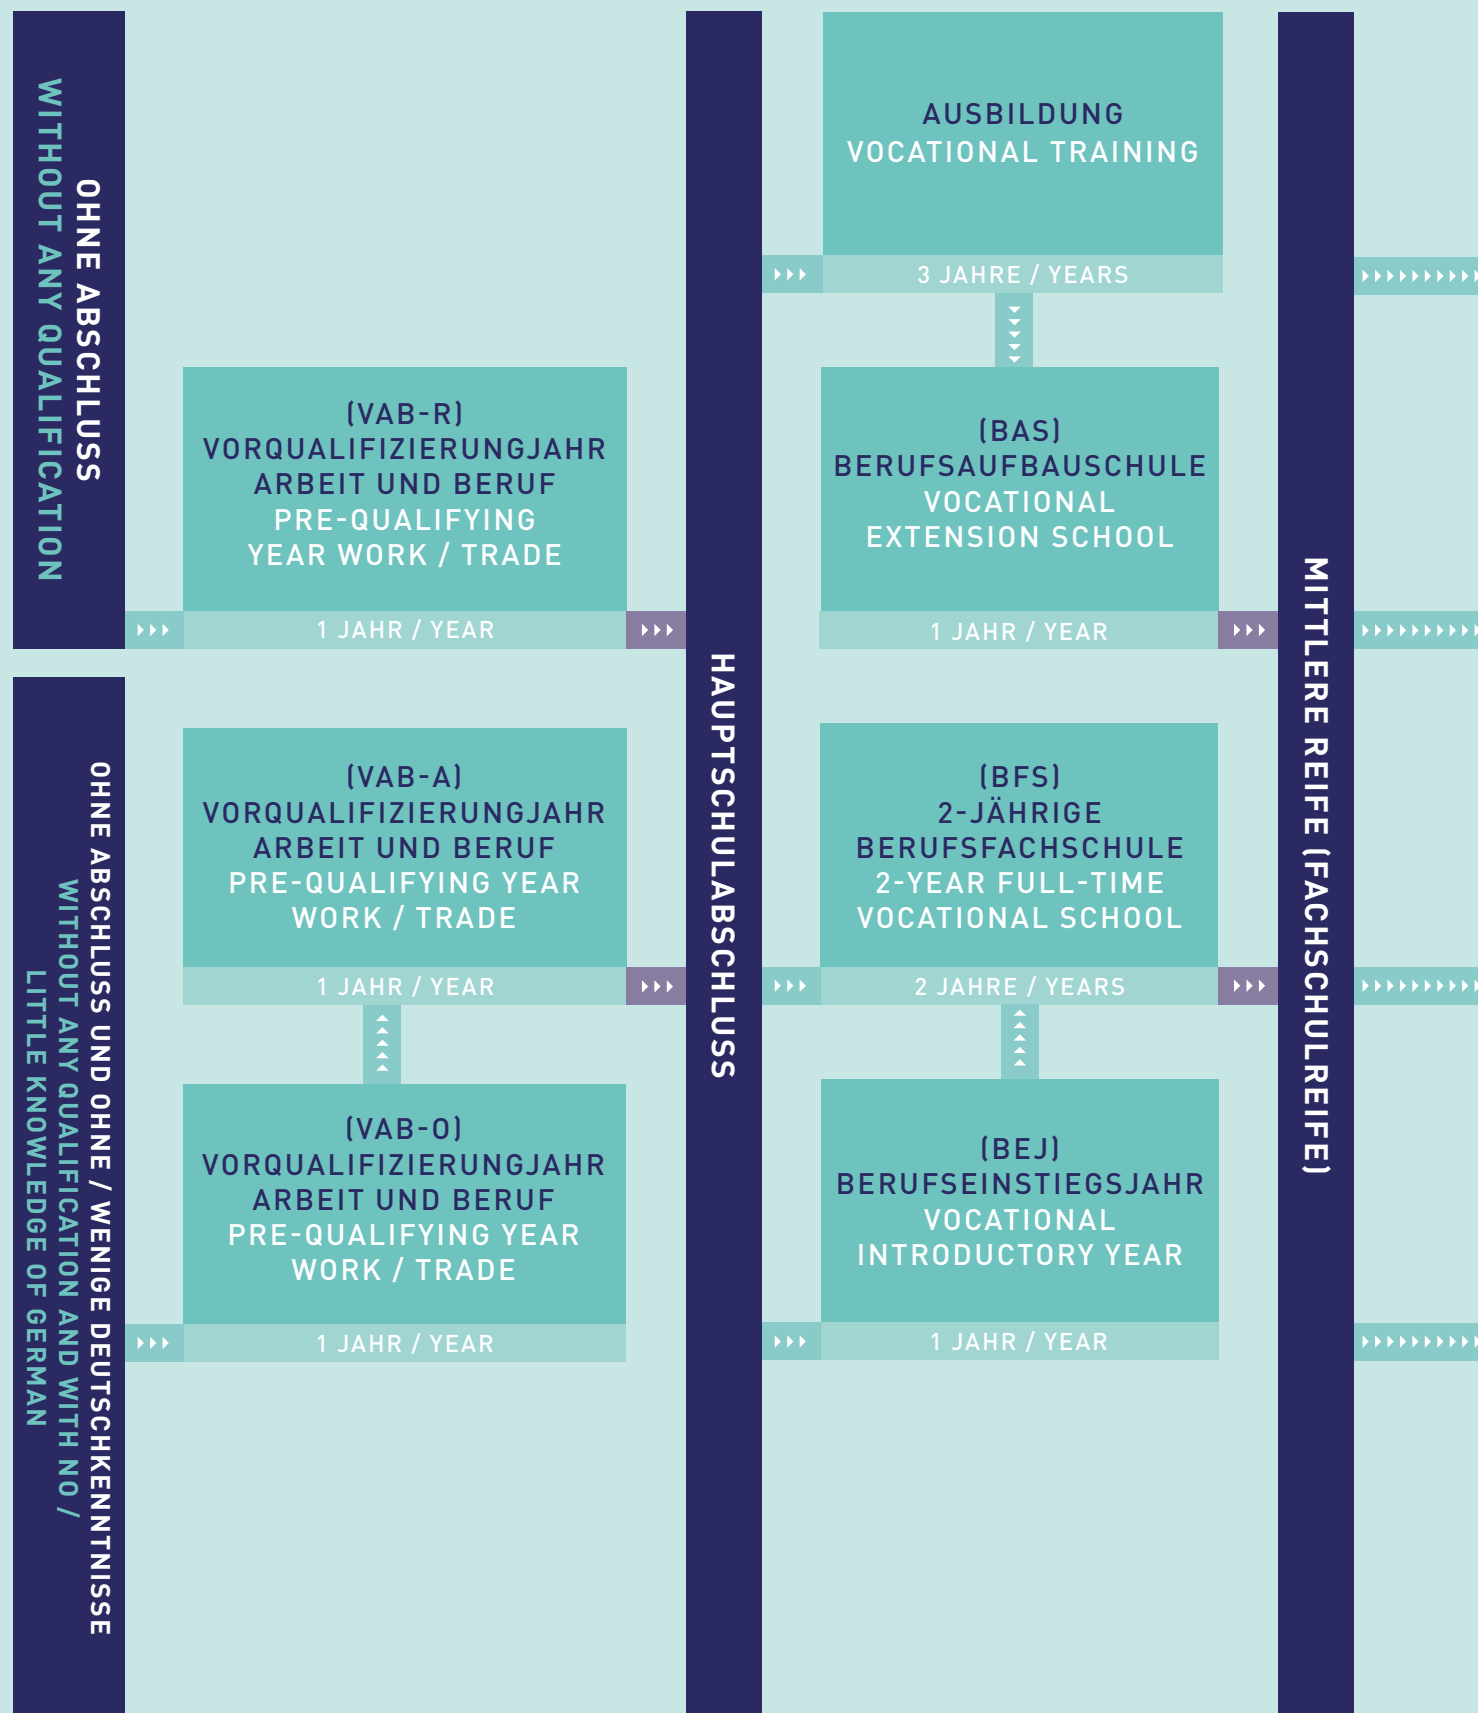 OHNE ABSCHLUSS
WITHOUT ANY QUALIFICATION
(VAB-R)
VORQUALIFIZIERUNGJAHR
ARBEIT UND BERUF
PRE-QUALIFYING
YEAR WORK / TRADE
1 JAHR / YEAR
OHNE ABSCHLUSS UND OHNE / WENIGE DEUTSCHKENNTNISSE
WITHOUT ANY QUALIFICATION AND WITH NO /
LITTLE KNOWLEDGE OF GERMAN
(VAB-A)
VORQUALIFIZIERUNGJAHR
ARBEIT UND BERUF
PRE-QUALIFYING YEAR
WORK / TRADE
1 JAHR / YEAR
(VAB-O)
VORQUALIFIZIERUNGJAHR
ARBEIT UND BERUF
PRE-QUALIFYING YEAR
WORK / TRADE
1 JAHR / YEAR
HAUPTSCHULABSCHLUSS
AUSBILDUNG
VOCATIONAL TRAINING
3 JAHRE / YEARS
(BAS)
BERUFSAUFBAUSCHULE
VOCATIONAL
EXTENSION SCHOOL
1 JAHR / YEAR
(BFS)
2-JÄHRIGE
BERUFSFACHSCHULE
2-YEAR FULL-TIME
VOCATIONAL SCHOOL
2 JAHRE / YEARS
(BEJ)
BERUFSEINSTIEGSJAHR
VOCATIONAL
INTRODUCTORY YEAR
1 JAHR / YEAR
MITTLERE REIFE (FACHSCHULREIFE)